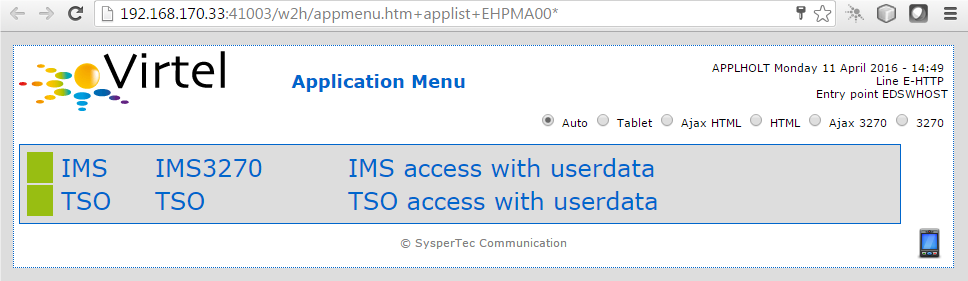 192.168.170.33:41003/w2h/appmenu.htm+applist+EHPMA00*
Virtel
Application Menu
APPLHOLT Monday 11 April 2016 - 14:49
Line E-HTTP
Entry point EDSWHOST
Auto Tablet Ajax HTML HTML Ajax 3270 3270
IMS IMS3270 IMS access with userdata
TSO TSO TSO access with userdata
© SysperTec Communication